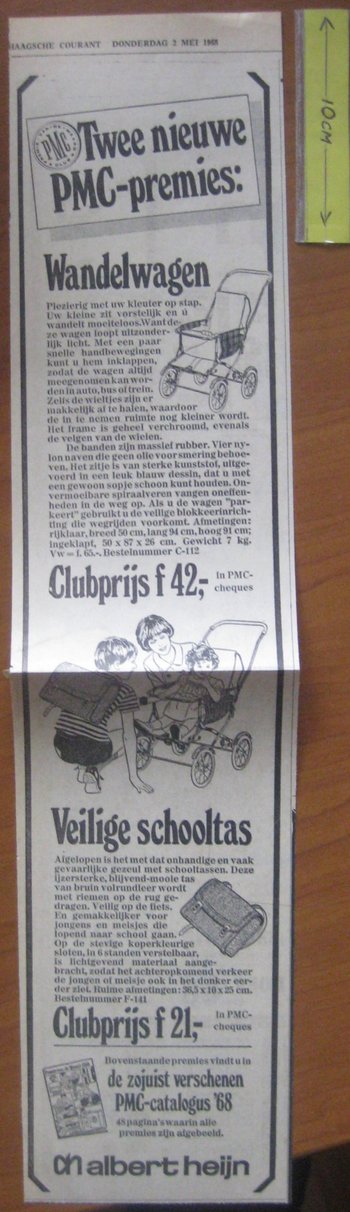 HAAGSCHE COURANT DONDERDAG 2 MEI 1968
10CM
PMC
Twee nieuwe
PMC-premies:
Wandelwagen
Plezierig met uw kleuter op stap.
Uw kleine zit vorstelijk en ú
wandelt moeiteloos. Want de-
ze wagen loopt uitzonder-
lijk licht. Met een paar
snelle handbewegingen
kunt u hem inklappen,
zodat de wagen altijd
meegenomen kan wor-
den in auto, bus of trein.
Zelfs de wieltjes zijn er
makkelijk af te halen, waardoor
de in te nemen ruimte nog kleiner wordt.
Het frame is geheel verchroomd, evenals
de velgen van de wielen.
De banden zijn massief rubber. Vier ny-
lon naven die geen olie voor smering behoe-
ven. Het zitje is van sterke kunststof, uitge-
voerd in een leuk blauw dessin, dat u met
een gewoon sopje schoon kunt houden. On-
vermoeibare spiraalveren vangen oneffen-
heden in de weg op. Als u de wagen "par-
keert" gebruikt u de veilige blokkeerinrich-
ting die wegrijden voorkomt. Afmetingen:
rijklaar, breed 50 cm, lang 94 cm, hoog 91 cm;
ingeklapt, 50 x 87 x 26 cm. Gewicht 7 kg.
Vw = f. 65.-. Bestelnummer C-112
Clubprijs f 42,- in PMC-
cheques
Veilige schooltas
Afgelopen is het met dat onhandige en vaak
gevaarlijke gezeul met schooltassen. Deze
ijzersterke, blijvend-mooie tas
van bruin volrundleer wordt
met riemen op de rug ge-
dragen. Veilig op de fiets.
En gemakkelijker voor
jongens en meisjes die
lopend naar school gaan.
Op de stevige koperkleurige
sloten, in 6 standen verstelbaar,
is lichtgevend materiaal aange-
bracht, zodat het achteropkomend verkeer
de jongen of meisje ook in het donker eer-
der ziet. Ruime afmetingen: 36,5 x 10 x 25 cm.
Bestelnummer F-141
Clubprijs f 21,- in PMC-
cheques
Bovenstaande premies vindt u in
de zojuist verschenen
PMC-catalogus '68
48 pagina's waarin alle
premies zijn afgebeeld.
albert heijn